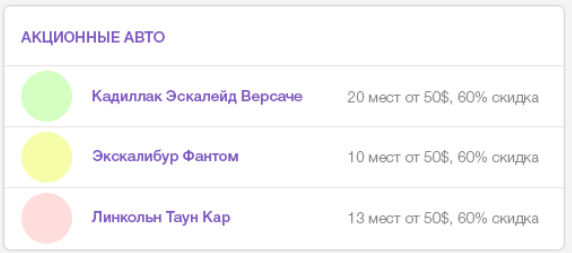 АКЦИОННЫЕ АВТО
Кадиллак Эскалейд Версаче 20 мест от 50$, 60% скидка
Экскалибур Фантом 10 мест от 50$, 60% скидка
Линкольн Таун Кар 13 мест от 50$, 60% скидка